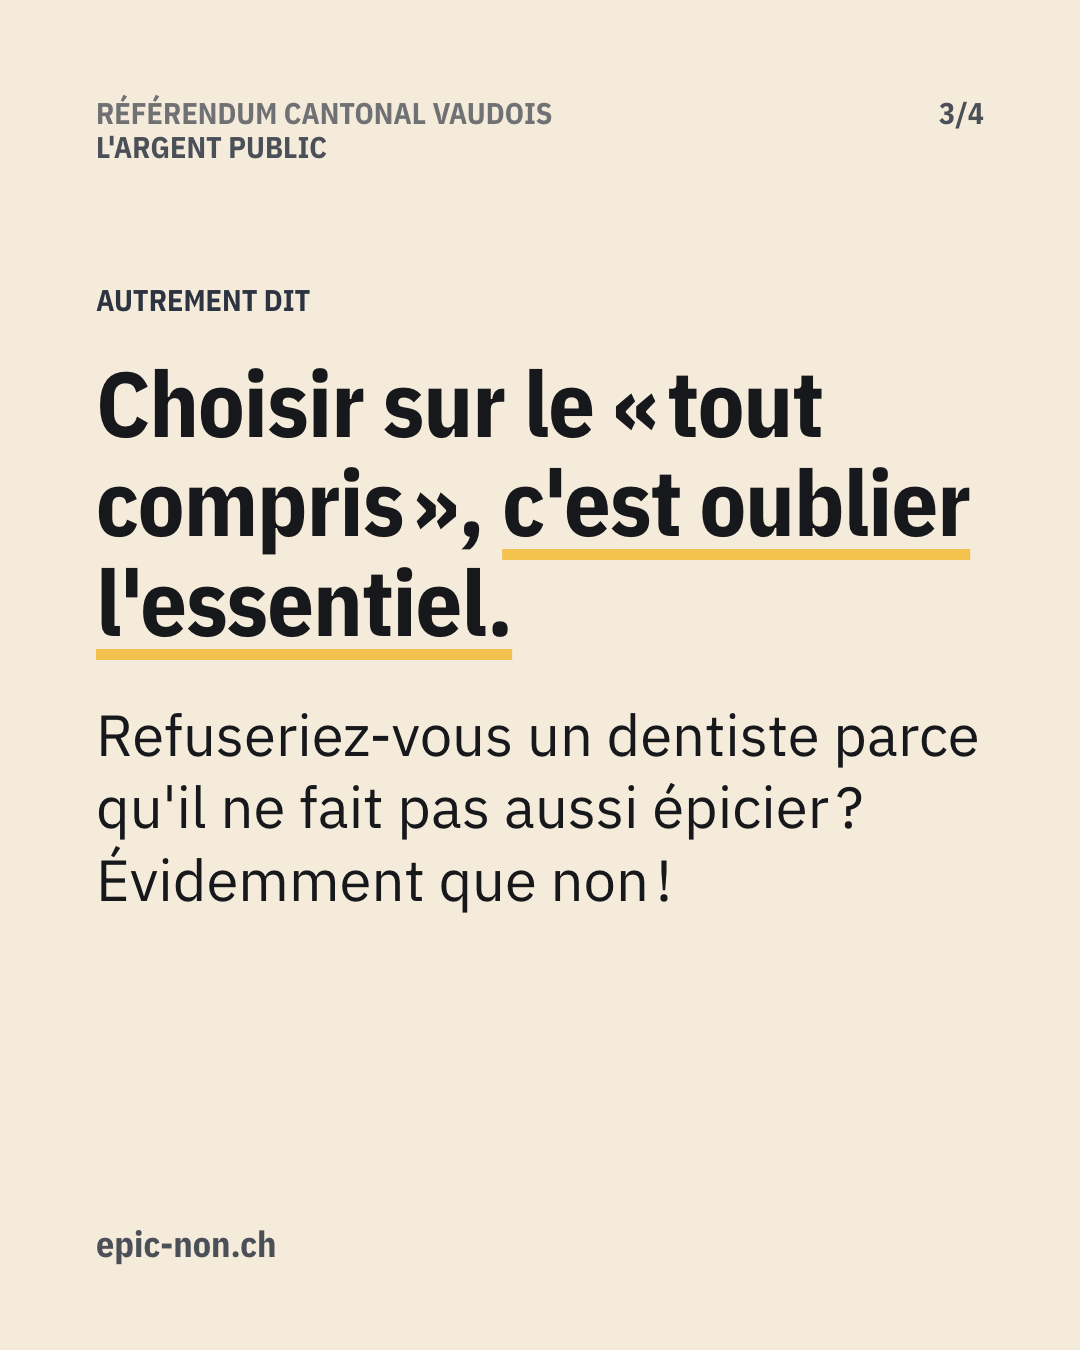 RÉFÉRENDUM CANTONAL VAUDOIS
L'ARGENT PUBLIC
3/4
AUTREMENT DIT
Choisir sur le « tout
compris », c'est oublier
l'essentiel.
Refuseriez-vous un dentiste parce
qu'il ne fait pas aussi épicier ?
Évidemment que non !
epic-non.ch